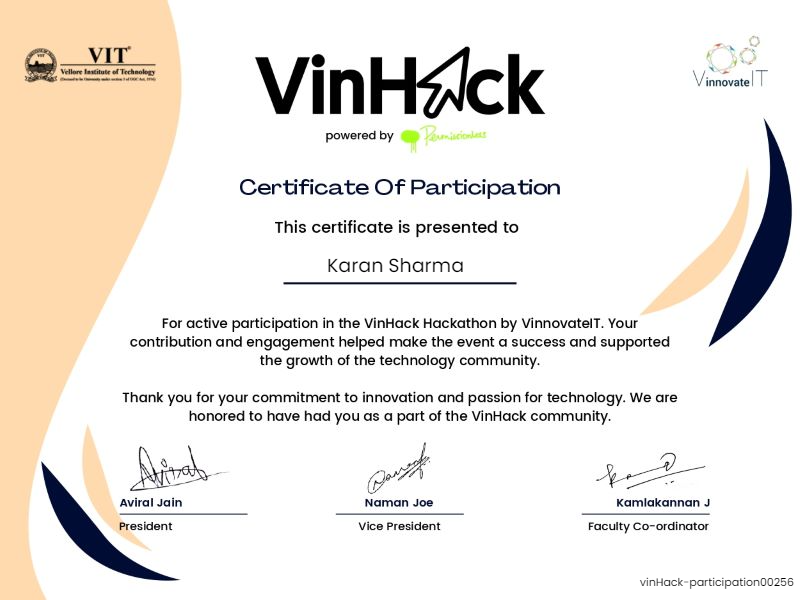 VIT®
Vellore Institute of Technology
(Deemed to be University under section 3 of UGC Act, 1956)
VinHack
VinnovateIT
powered by Permissionless
Certificate Of Participation
This certificate is presented to
Karan Sharma
For active participation in the VinHack Hackathon by VinnovateIT. Your
contribution and engagement helped make the event a success and supported
the growth of the technology community.
Thank you for your commitment to innovation and passion for technology. We are
honored to have had you as a part of the VinHack community.
Aviral
Aviral Jain
Naman Joe
Kamlakannan J
President
Vice President
Faculty Co-ordinator
vinHack-participation00256